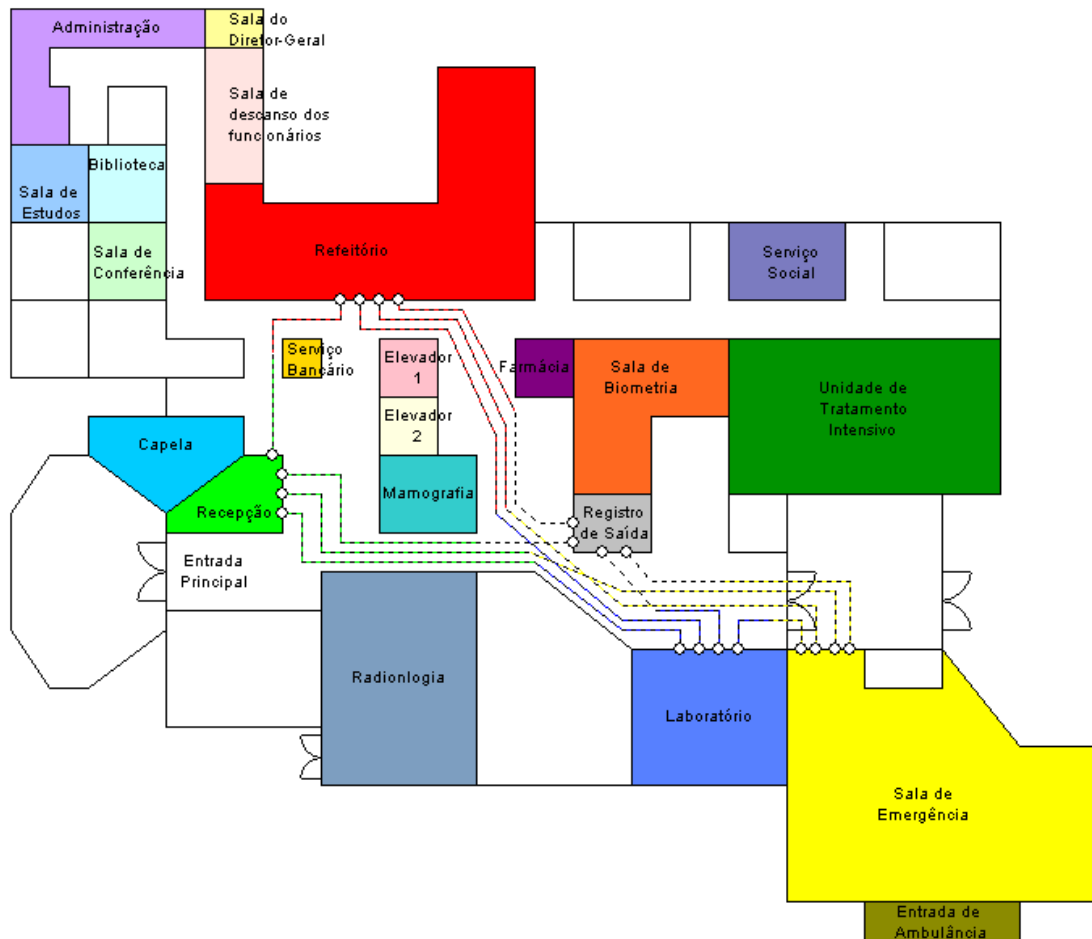 Administração
Sala do
Diretor-Geral
Sala de
descanso dos
funcionários
Biblioteca
Sala de
Estudos
Sala de
Conferência
Refeitório
Serviço
Social
Serviço
Bancário
Elevador
1
Farmácia
Sala de
Biometria
Unidade de
Tratamento
Intensivo
Elevador
2
Capela
Mamografia
Recepção
Registro
de Saída
Entrada
Principal
Radionlogia
Laboratório
Sala de
Emergência
Entrada de
Ambulância